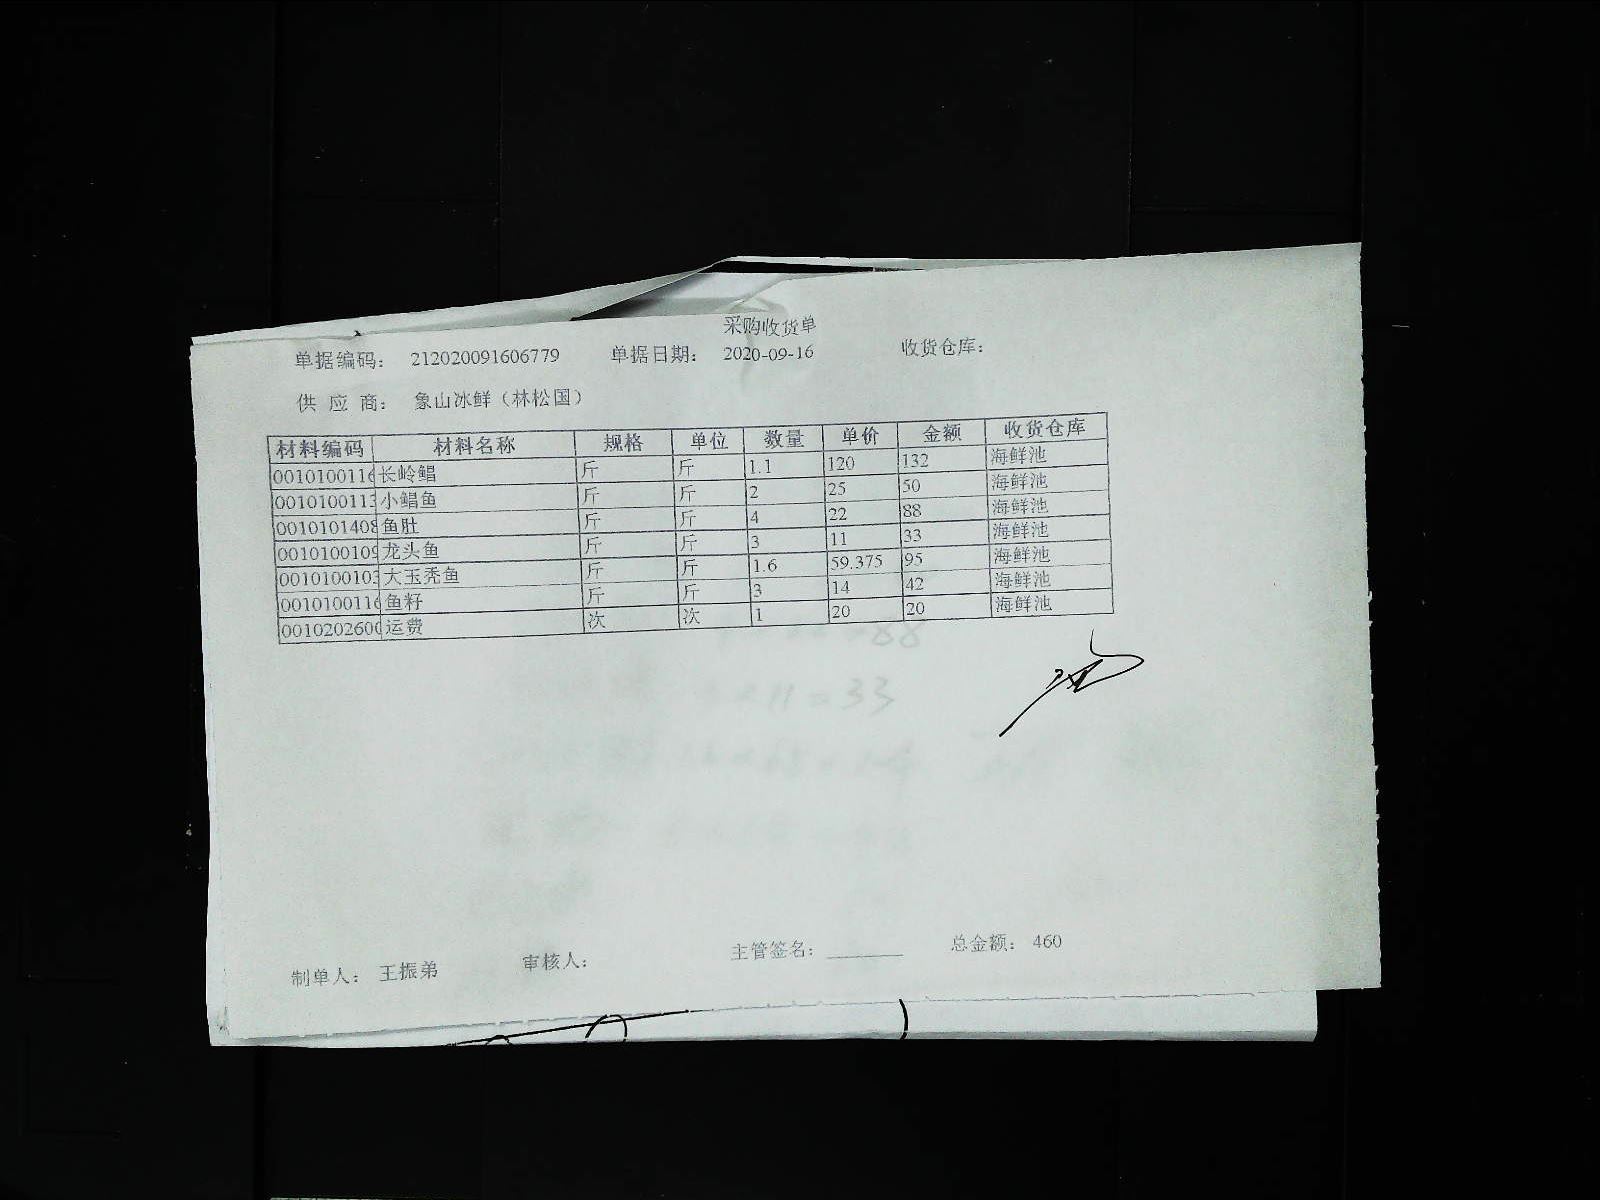 采购收货单
单据编码: 212020091606779 单据日期: 2020-09-16 收货仓库:
供 应 商: 象山冰鲜（林松国）
材料编码 材料名称 规格 单位 数量 单价 金额 收货仓库
0010100116 长岭鲳 斤 斤 1.1 120 132 海鲜池
0010100113 小鲳鱼 斤 斤 2 25 50 海鲜池
0010101408 鱼肚 斤 斤 4 22 88 海鲜池
0010100109 龙头鱼 斤 斤 3 11 33 海鲜池
0010100103 大玉秃鱼 斤 斤 1.6 59.375 95 海鲜池
0010100116 鱼籽 斤 斤 3 14 42 海鲜池
0010202600 运费 次 次 1 20 20 海鲜池
制单人: 王振弟 审核人: 主管签名: 总金额: 460